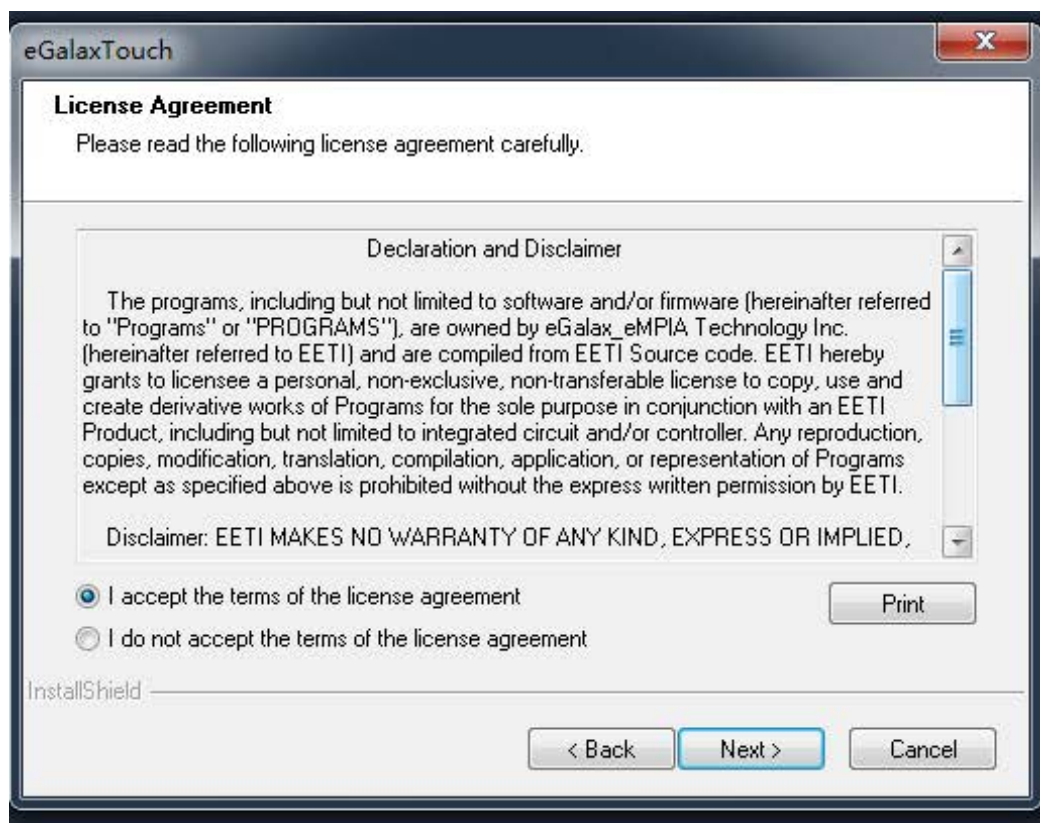 eGalaxTouch
License Agreement
Please read the following license agreement carefully.
Declaration and Disclaimer
The programs, including but not limited to software and/or firmware (hereinafter referred
to "Programs" or "PROGRAMS"), are owned by eGalax_eMPIA Technology Inc.
(hereinafter referred to EETI) and are compiled from EETI Source code. EETI hereby
grants to licensee a personal, non-exclusive, non-transferable license to copy, use and
create derivative works of Programs for the sole purpose in conjunction with an EETI
Product, including but not limited to integrated circuit and/or controller. Any reproduction,
copies, modification, translation, compilation, application, or representation of Programs
except as specified above is prohibited without the express written permission by EETI.
Disclaimer: EETI MAKES NO WARRANTY OF ANY KIND, EXPRESS OR IMPLIED,
I accept the terms of the license agreement
Print
I do not accept the terms of the license agreement
InstallShield
< Back Next > Cancel